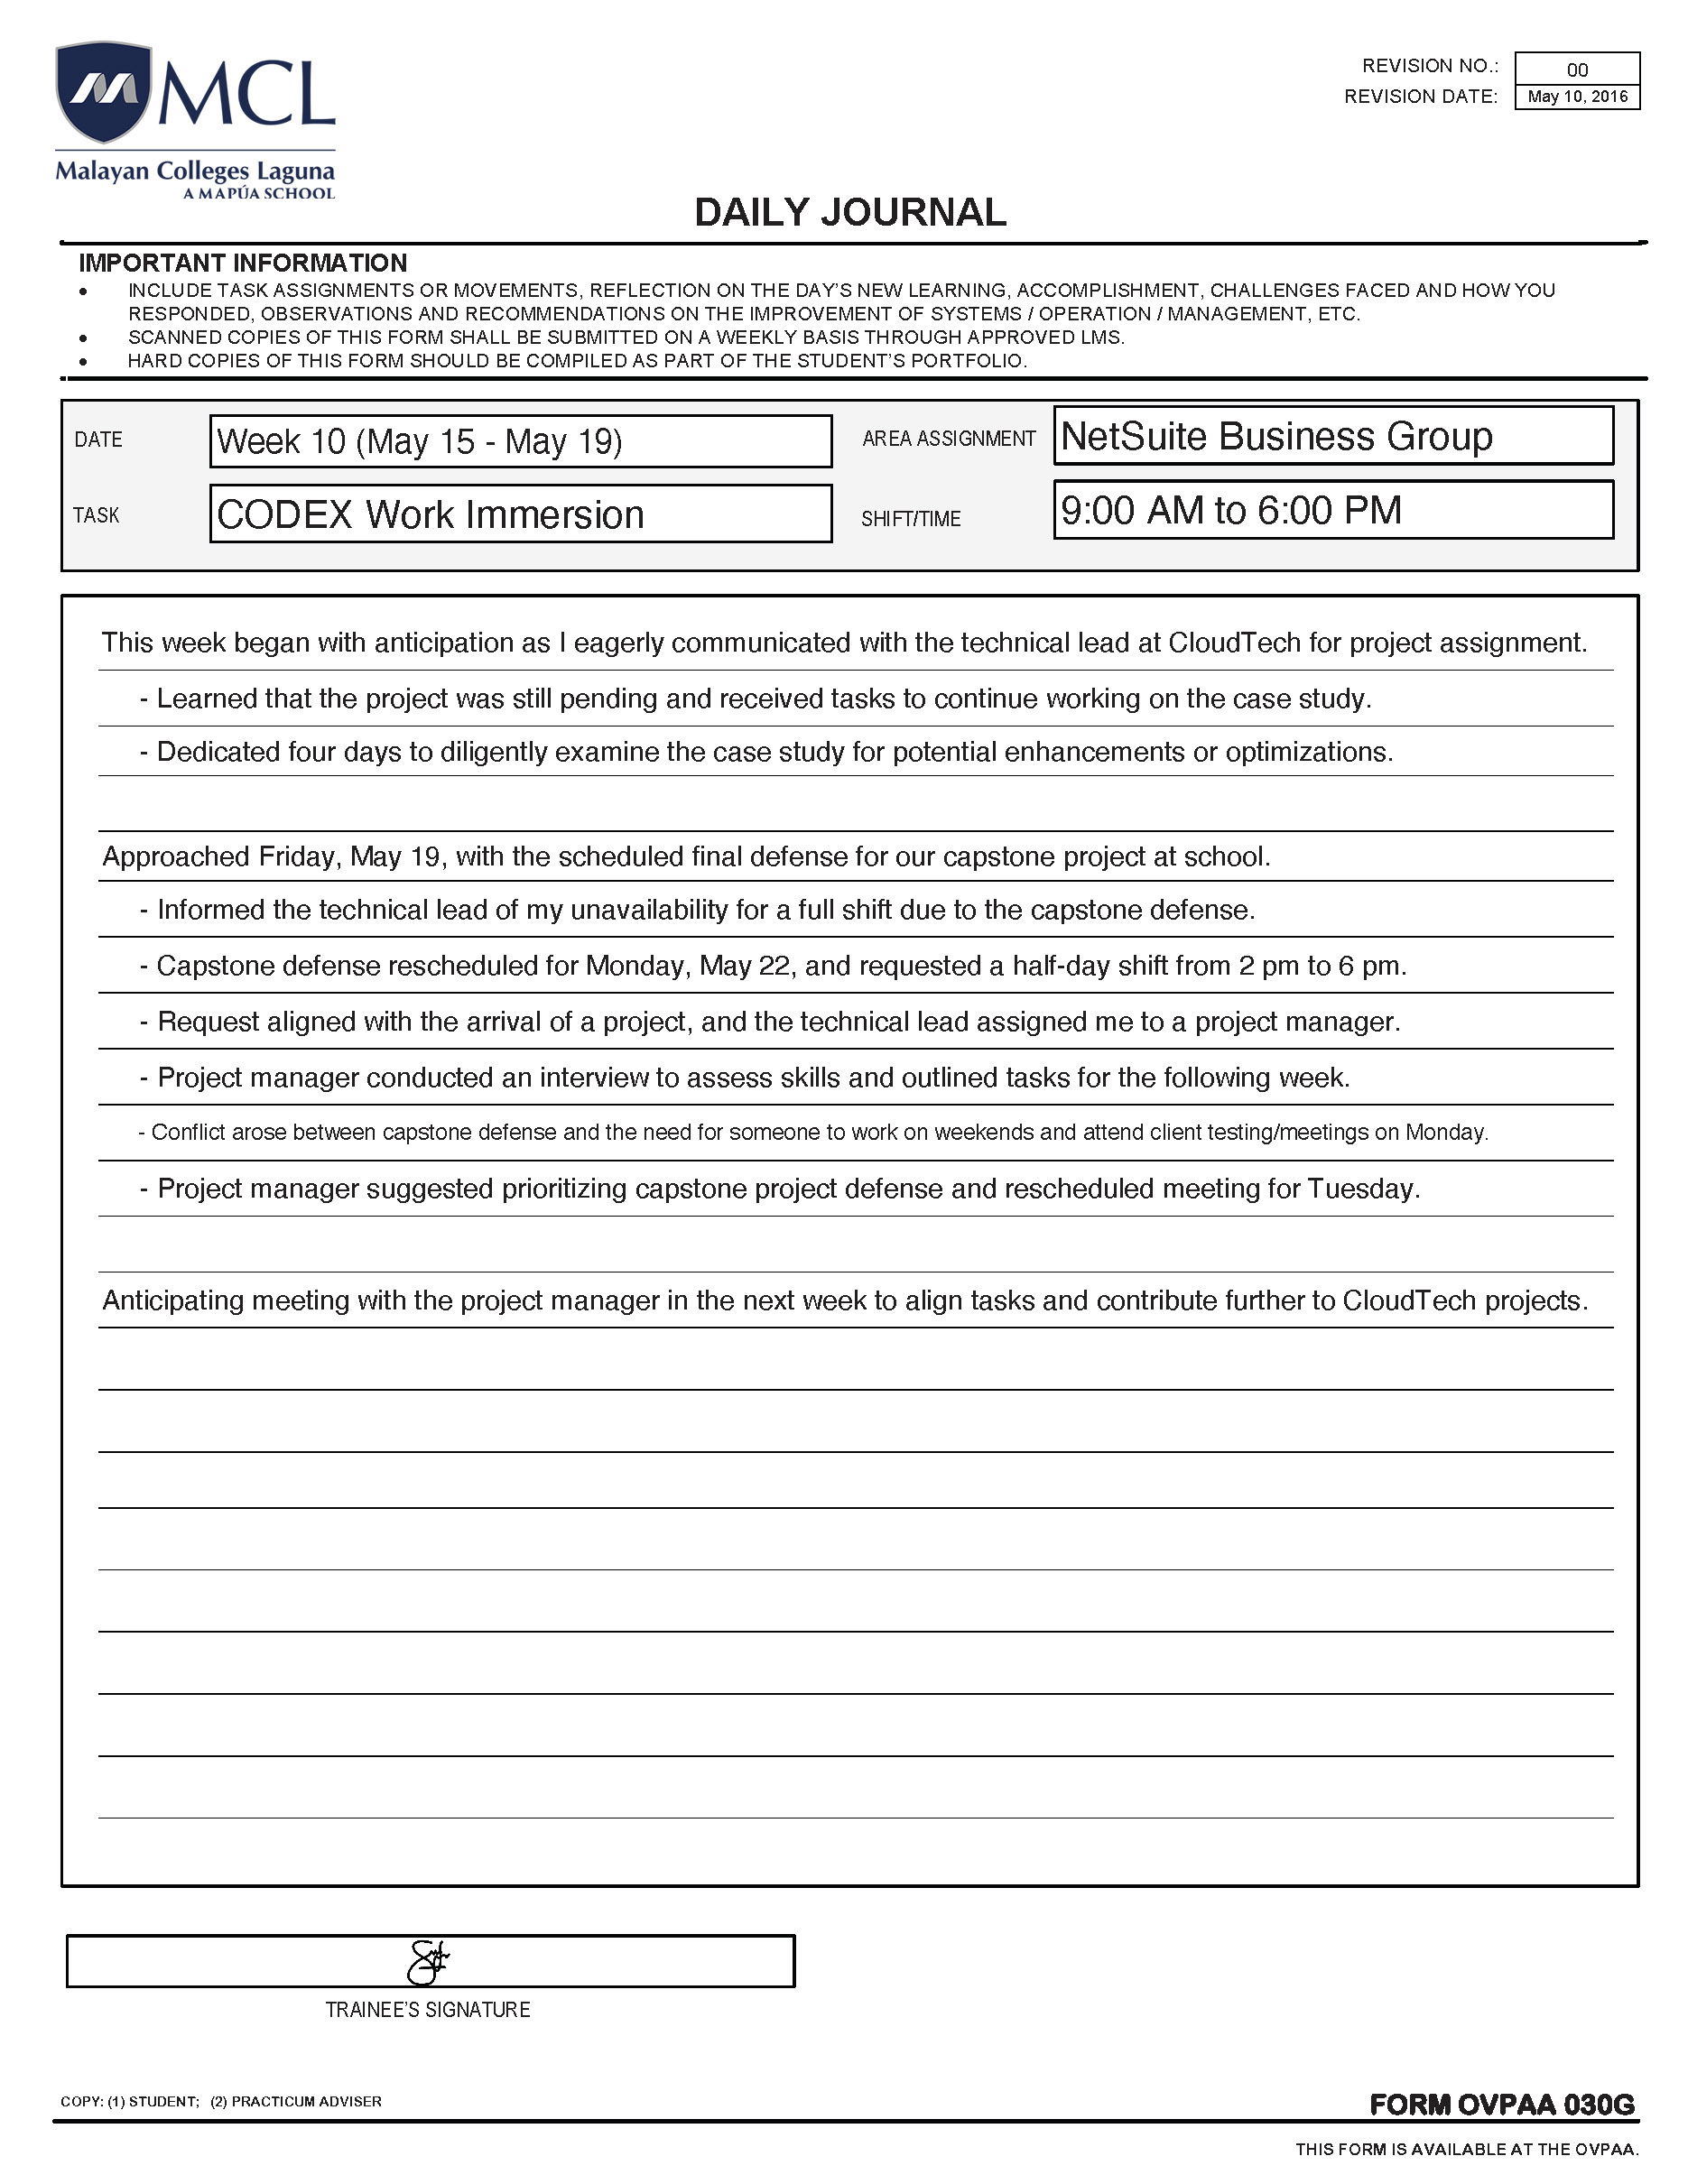 MCL
Malayan Colleges Laguna
A MAPÚA SCHOOL
REVISION NO.: 00
REVISION DATE: May 10, 2016
DAILY JOURNAL
IMPORTANT INFORMATION
• INCLUDE TASK ASSIGNMENTS OR MOVEMENTS, REFLECTION ON THE DAY'S NEW LEARNING, ACCOMPLISHMENT, CHALLENGES FACED AND HOW YOU
RESPONDED, OBSERVATIONS AND RECOMMENDATIONS ON THE IMPROVEMENT OF SYSTEMS / OPERATION / MANAGEMENT, ETC.
• SCANNED COPIES OF THIS FORM SHALL BE SUBMITTED ON A WEEKLY BASIS THROUGH APPROVED LMS.
• HARD COPIES OF THIS FORM SHOULD BE COMPILED AS PART OF THE STUDENT'S PORTFOLIO.
DATE Week 10 (May 15 - May 19) AREA ASSIGNMENT NetSuite Business Group
TASK CODEX Work Immersion SHIFT/TIME 9:00 AM to 6:00 PM
This week began with anticipation as I eagerly communicated with the technical lead at CloudTech for project assignment.
- Learned that the project was still pending and received tasks to continue working on the case study.
- Dedicated four days to diligently examine the case study for potential enhancements or optimizations.
Approached Friday, May 19, with the scheduled final defense for our capstone project at school.
- Informed the technical lead of my unavailability for a full shift due to the capstone defense.
- Capstone defense rescheduled for Monday, May 22, and requested a half-day shift from 2 pm to 6 pm.
- Request aligned with the arrival of a project, and the technical lead assigned me to a project manager.
- Project manager conducted an interview to assess skills and outlined tasks for the following week.
- Conflict arose between capstone defense and the need for someone to work on weekends and attend client testing/meetings on Monday.
- Project manager suggested prioritizing capstone project defense and rescheduled meeting for Tuesday.
Anticipating meeting with the project manager in the next week to align tasks and contribute further to CloudTech projects.
TRAINEE'S SIGNATURE
COPY: (1) STUDENT; (2) PRACTICUM ADVISER
FORM OVPAA 030G
THIS FORM IS AVAILABLE AT THE OVPAA.